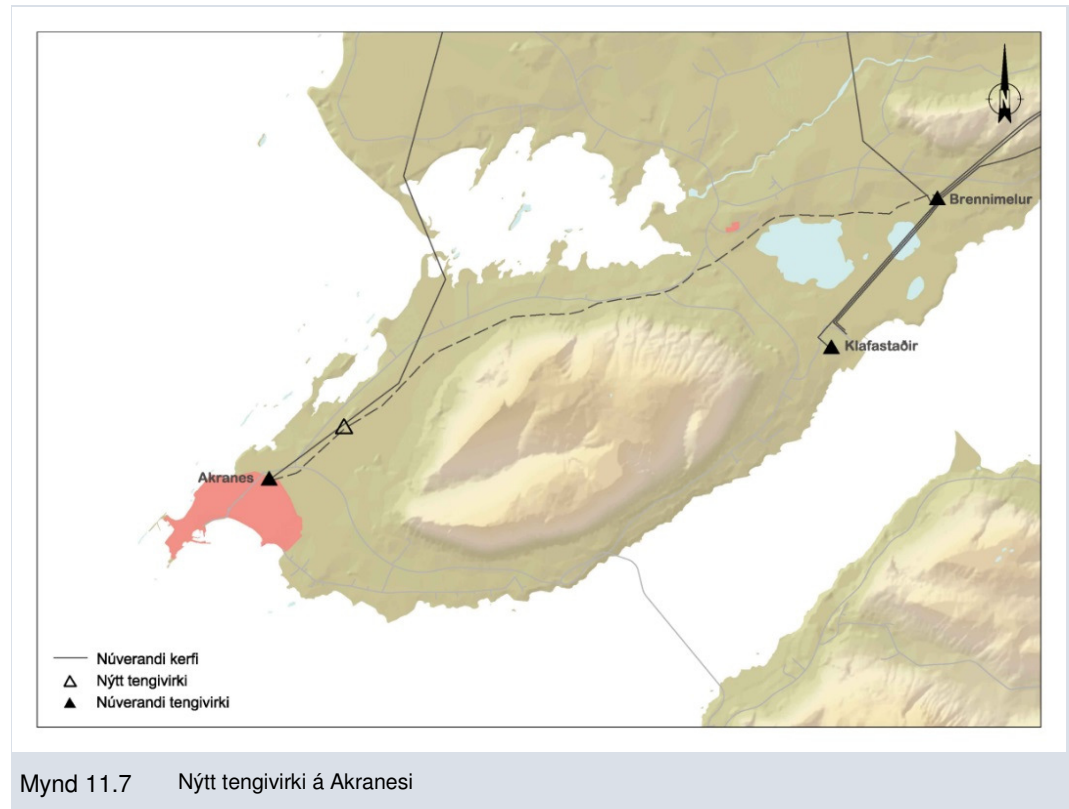 N
Brennimelur
Klafastaðir
Akranes
Núverandi kerfi
Nýtt tengivirki
Núverandi tengivirki
Mynd 11.7 Nýtt tengivirki á Akranesi